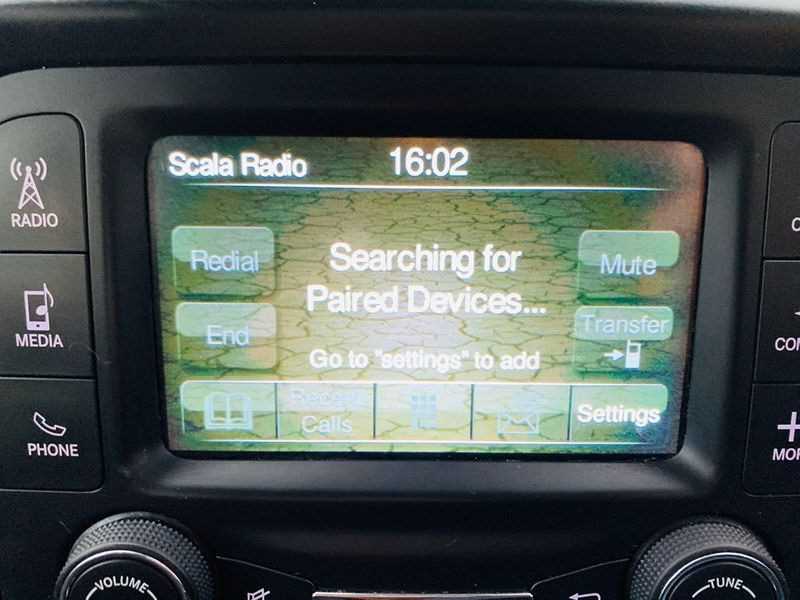 Scala Radio 16:02
RADIO
MEDIA
PHONE
Redial
End
Searching for
Paired Devices...
Go to "settings" to add
Mute
Transfer
Recent
Calls
Settings
VOLUME
TUNE